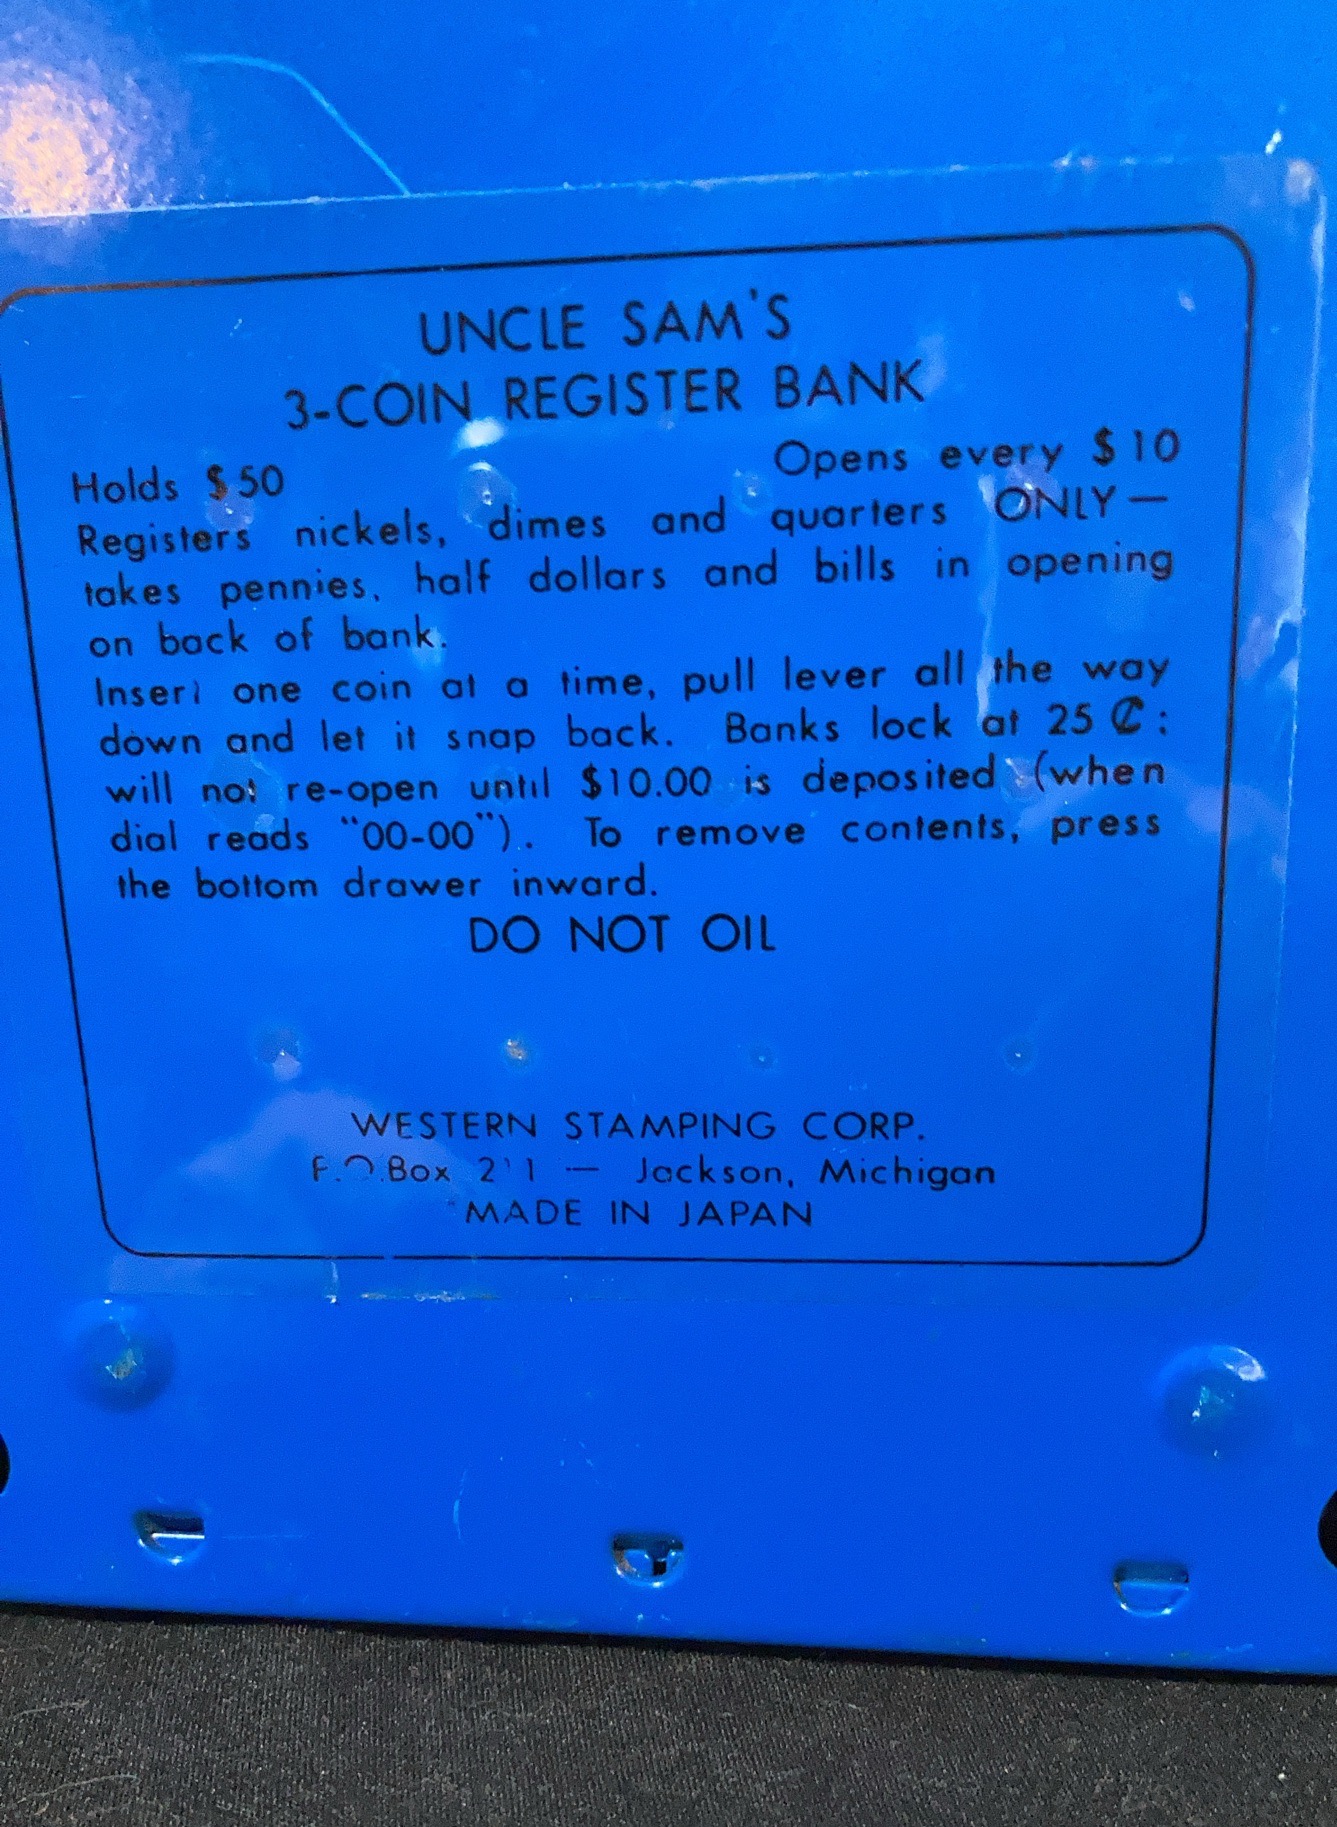 UNCLE SAM'S
3-COIN REGISTER BANK
Holds $50 Opens every $10
Registers nickels, dimes and quarters ONLY—
takes pennies, half dollars and bills in opening
on back of bank.
Insert one coin at a time, pull lever all the way
down and let it snap back. Banks lock at 25 ₵:
will not re-open until $10.00 is deposited (when
dial reads "00-00"). To remove contents, press
the bottom drawer inward.
DO NOT OIL
WESTERN STAMPING CORP.
P.O.Box — Jackson, Michigan
MADE IN JAPAN